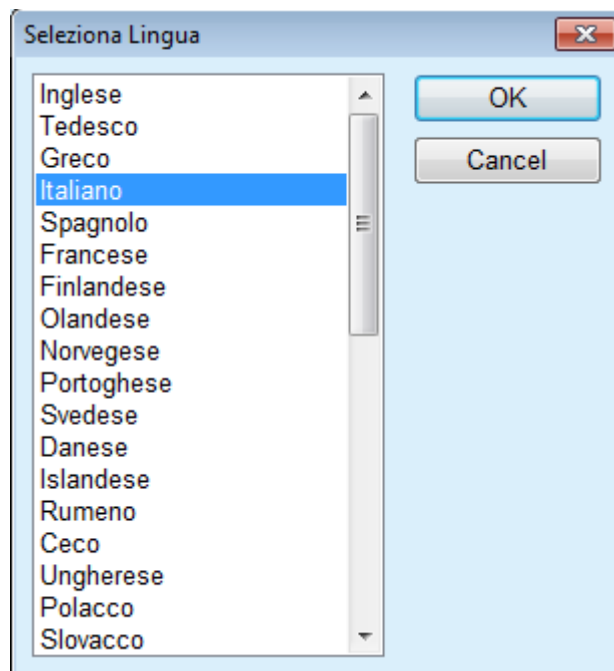 Seleziona Lingua
Inglese
Tedesco
Greco
Italiano
Spagnolo
Francese
Finlandese
Olandese
Norvegese
Portoghese
Svedese
Danese
Islandese
Rumeno
Ceco
Ungherese
Polacco
Slovacco
OK
Cancel